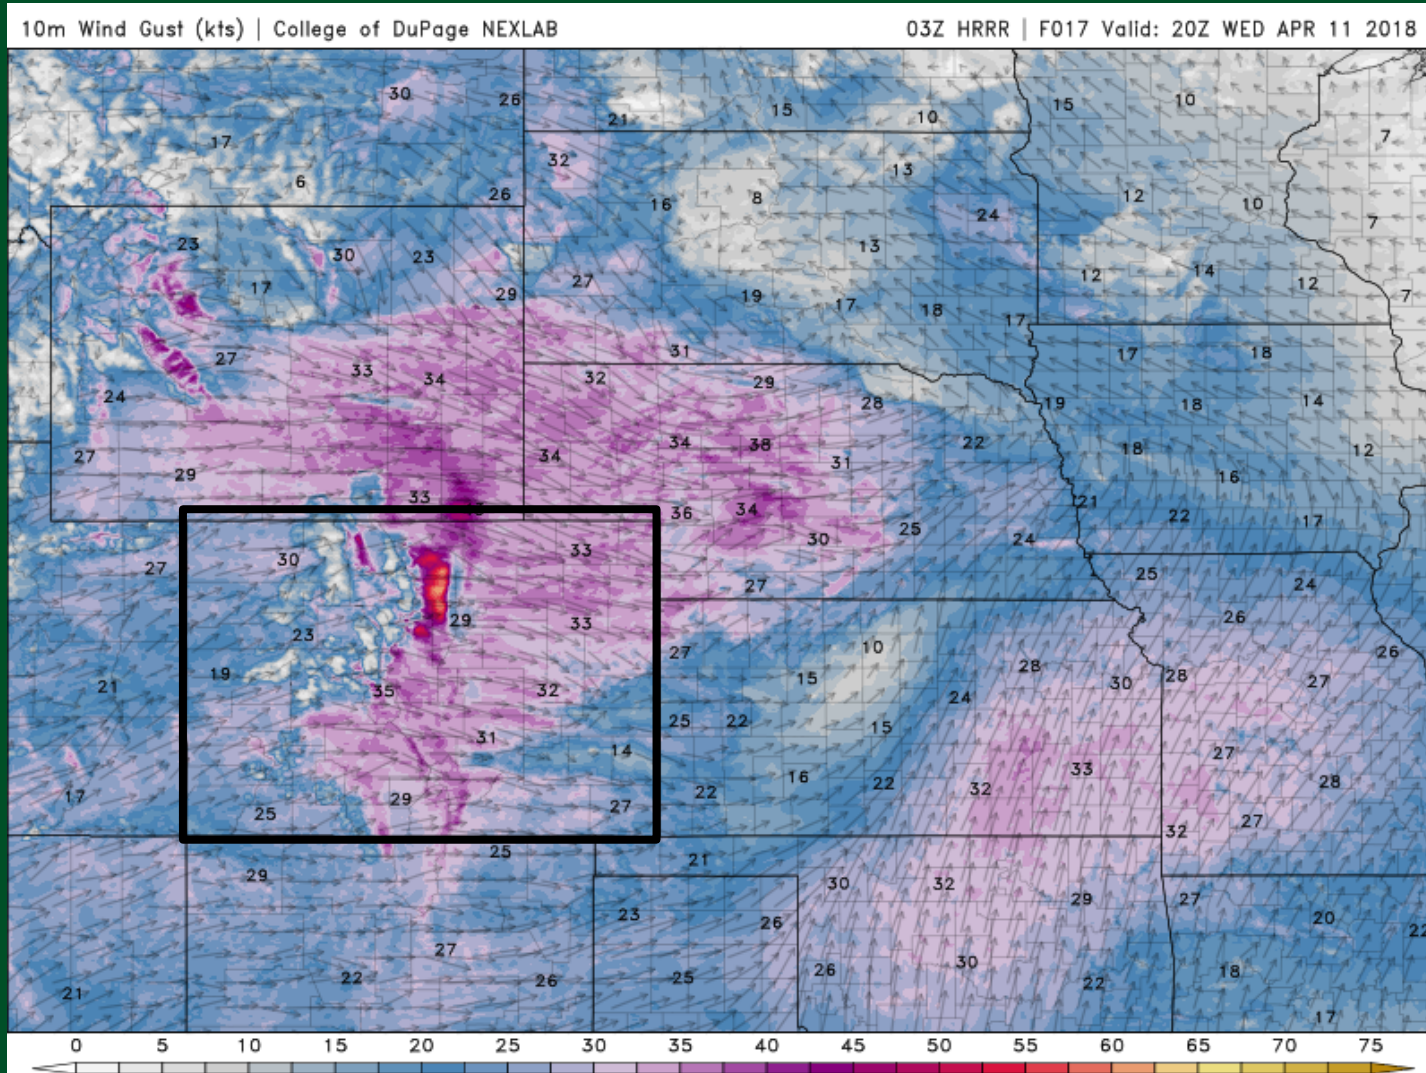 10m Wind Gust (kts) | College of DuPage NEXLAB 03Z HRRR | F017 Valid: 20Z WED APR 11 2018
30 26 15 10 15 10
21 10
17 32 13 7
6 26 16 8 24 12 10 7
23 30 23 13
17 29 27 19 17 18 12 14 12 7
17
27 33 34 31 17 18
24 32 29 28 19 18 14
27 29 34 34 38 31 22 18 12
16
33 36 34 25 21 22 17
27 30 33 30 24
27 25 24
23 29 33 26
19 27 10 26
21 35 32 15 28 30 28 27
25 22 24
31 14 15 27
17 16 22 32 33 28
25 29 27 22 32 27
25 21
29 30 32 29 27
23 26 20 22
27 30
21 22 26 25 26 22 18
17
0 5 10 15 20 25 30 35 40 45 50 55 60 65 70 75